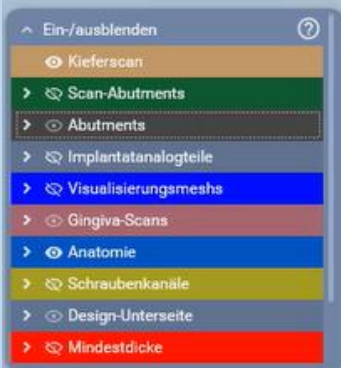 Ein-/ausblenden ?
Kieferscan
Scan-Abutments
Abutments
Implantatanalogteile
Visualisierungsmeshs
Gingiva-Scans
Anatomie
Schraubenkanäle
Design-Unterseite
Mindestdicke